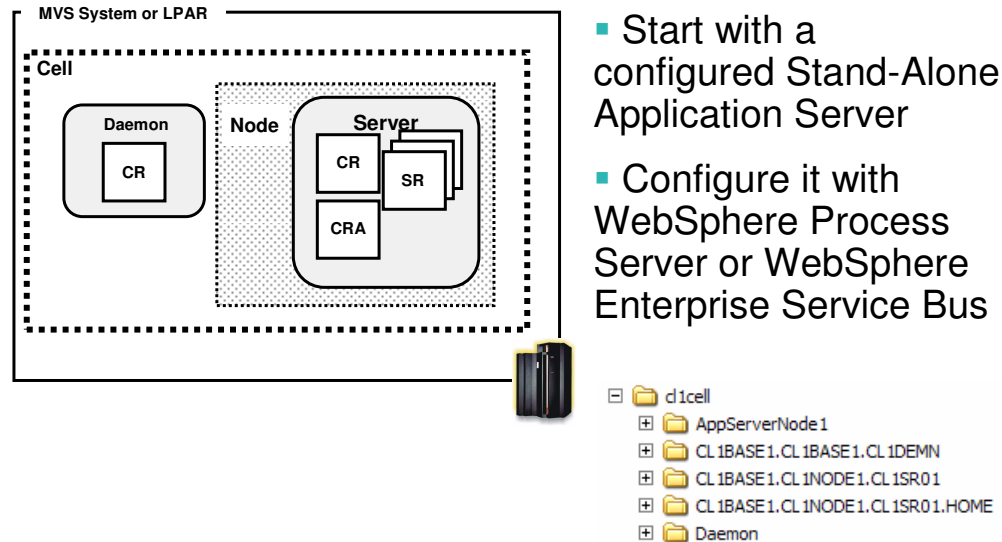 MVS System or LPAR
Cell
Daemon
CR
Node
Server
CR
SR
CRA
▪ Start with a
configured Stand-Alone
Application Server
▪ Configure it with
WebSphere Process
Server or WebSphere
Enterprise Service Bus
cl1cell
AppServerNode1
CL1BASE1.CL1BASE1.CL1DEMN
CL1BASE1.CL1NODE1.CL1SR01
CL1BASE1.CL1NODE1.CL1SR01.HOME
Daemon